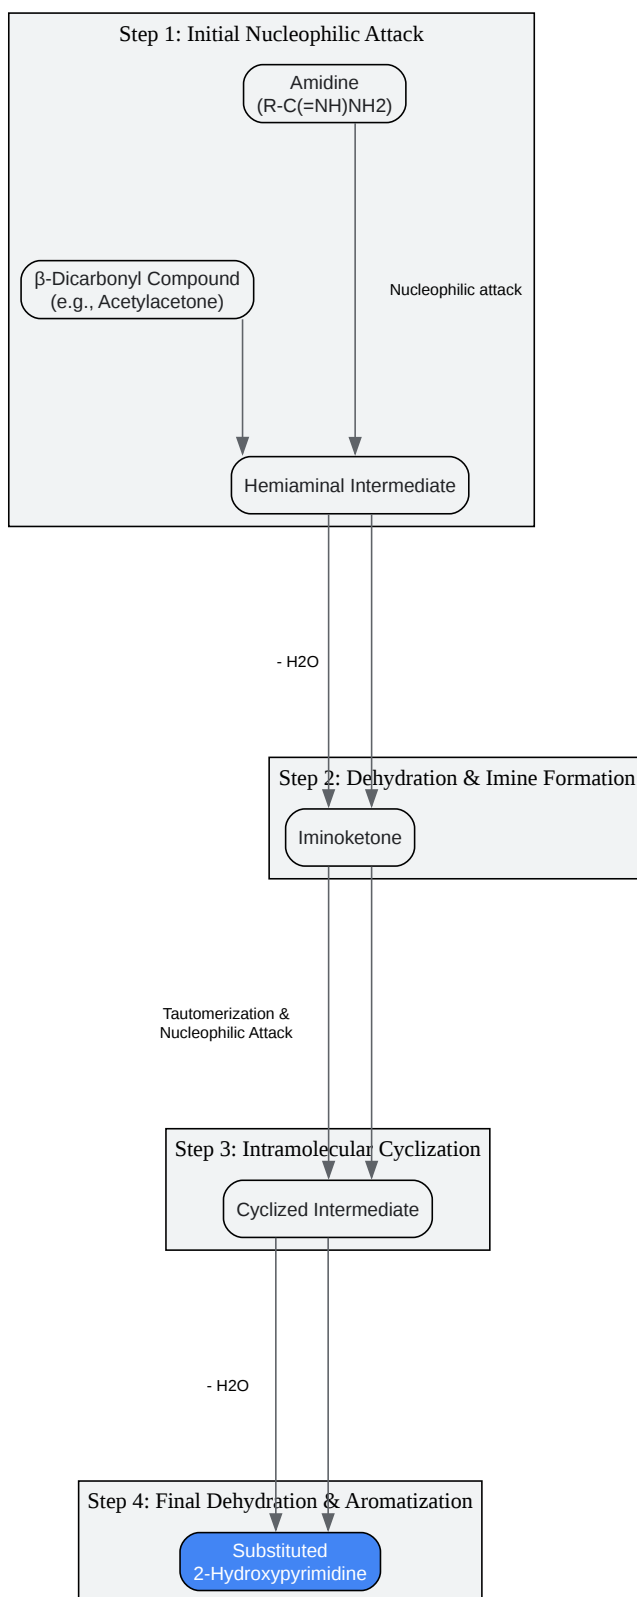 Step 1: Initial Nucleophilic Attack
Amidine
(R-C(=NH)NH2)
β-Dicarbonyl Compound
(e.g., Acetylacetone)
Nucleophilic attack
Hemiaminal Intermediate
- H2O
Step 2: Dehydration & Imine Formation
Iminoketone
Tautomerization &
Nucleophilic Attack
Step 3: Intramolecular Cyclization
Cyclized Intermediate
- H2O
Step 4: Final Dehydration & Aromatization
Substituted
2-Hydroxypyrimidine